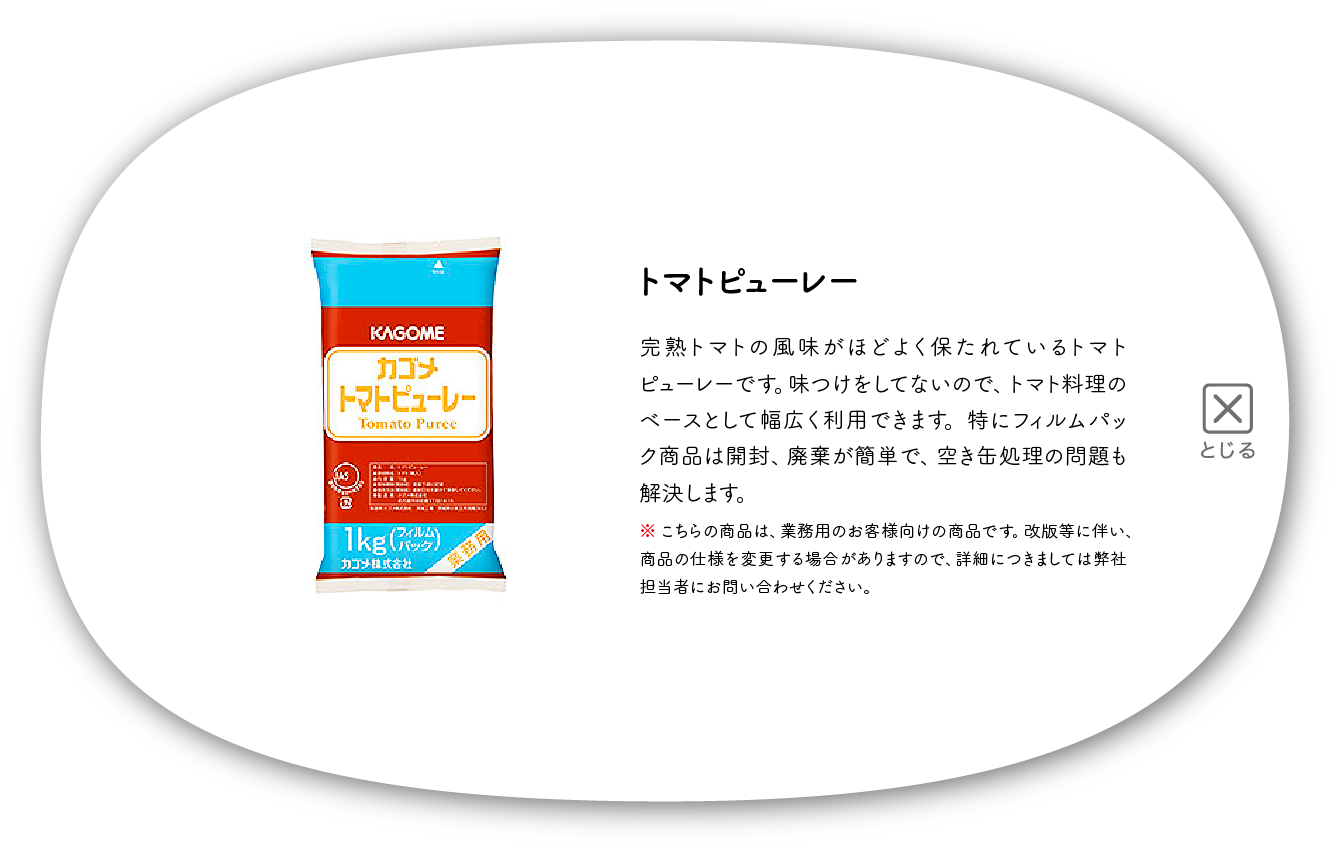 KAGOME
カゴメ
トマトピューレー
Tomato Puree
1kg(フィルムパック)
カゴメ株式会社
業務用
トマトピューレー
完熟トマトの風味がほどよく保たれているトマト
ピューレーです。味つけをしてないので、トマト料理の
ベースとして幅広く利用できます。特にフィルムパッ
ク商品は開封、廃棄が簡単で、空き缶処理の問題も
解決します。
※ こちらの商品は、業務用のお客様向けの商品です。改版等に伴い、
商品の仕様を変更する場合がありますので、詳細につきましては弊社
担当者にお問い合わせください。
とじる